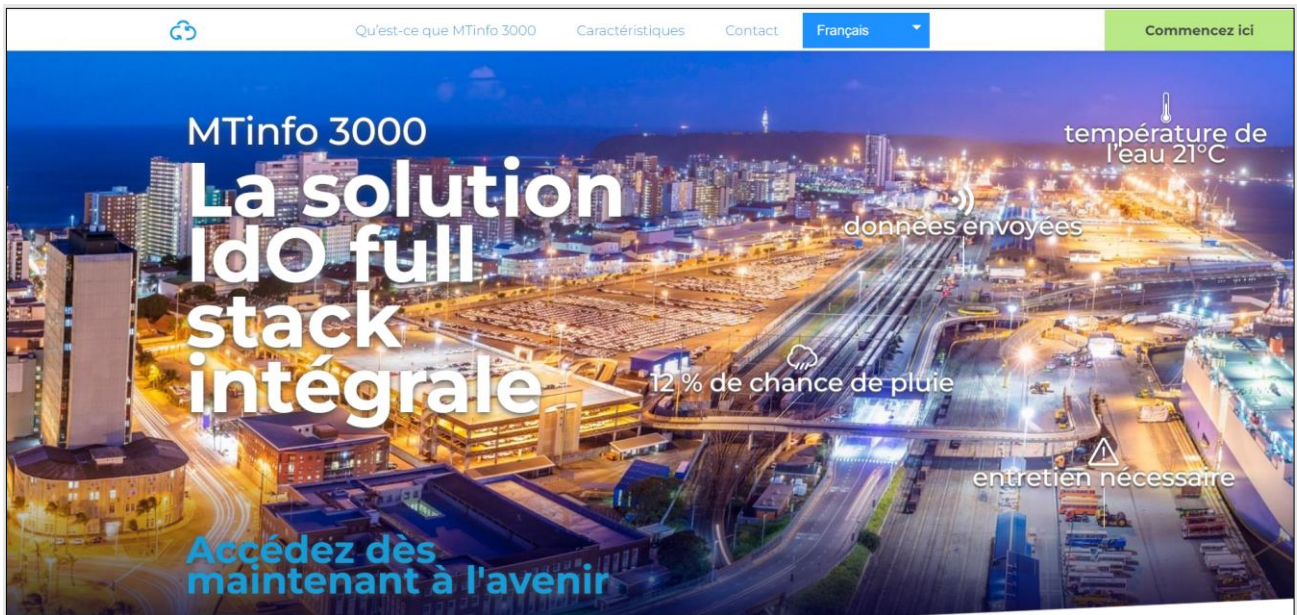 Qu'est-ce que MTinfo 3000 Caractéristiques Contact Français Commencez ici
MTinfo 3000
La solution
IdO full
stack
intégrale
température de
l'eau 21°C
données envoyées
12 % de chance de pluie
entretien nécessaire
Accédez dès
maintenant à l'avenir